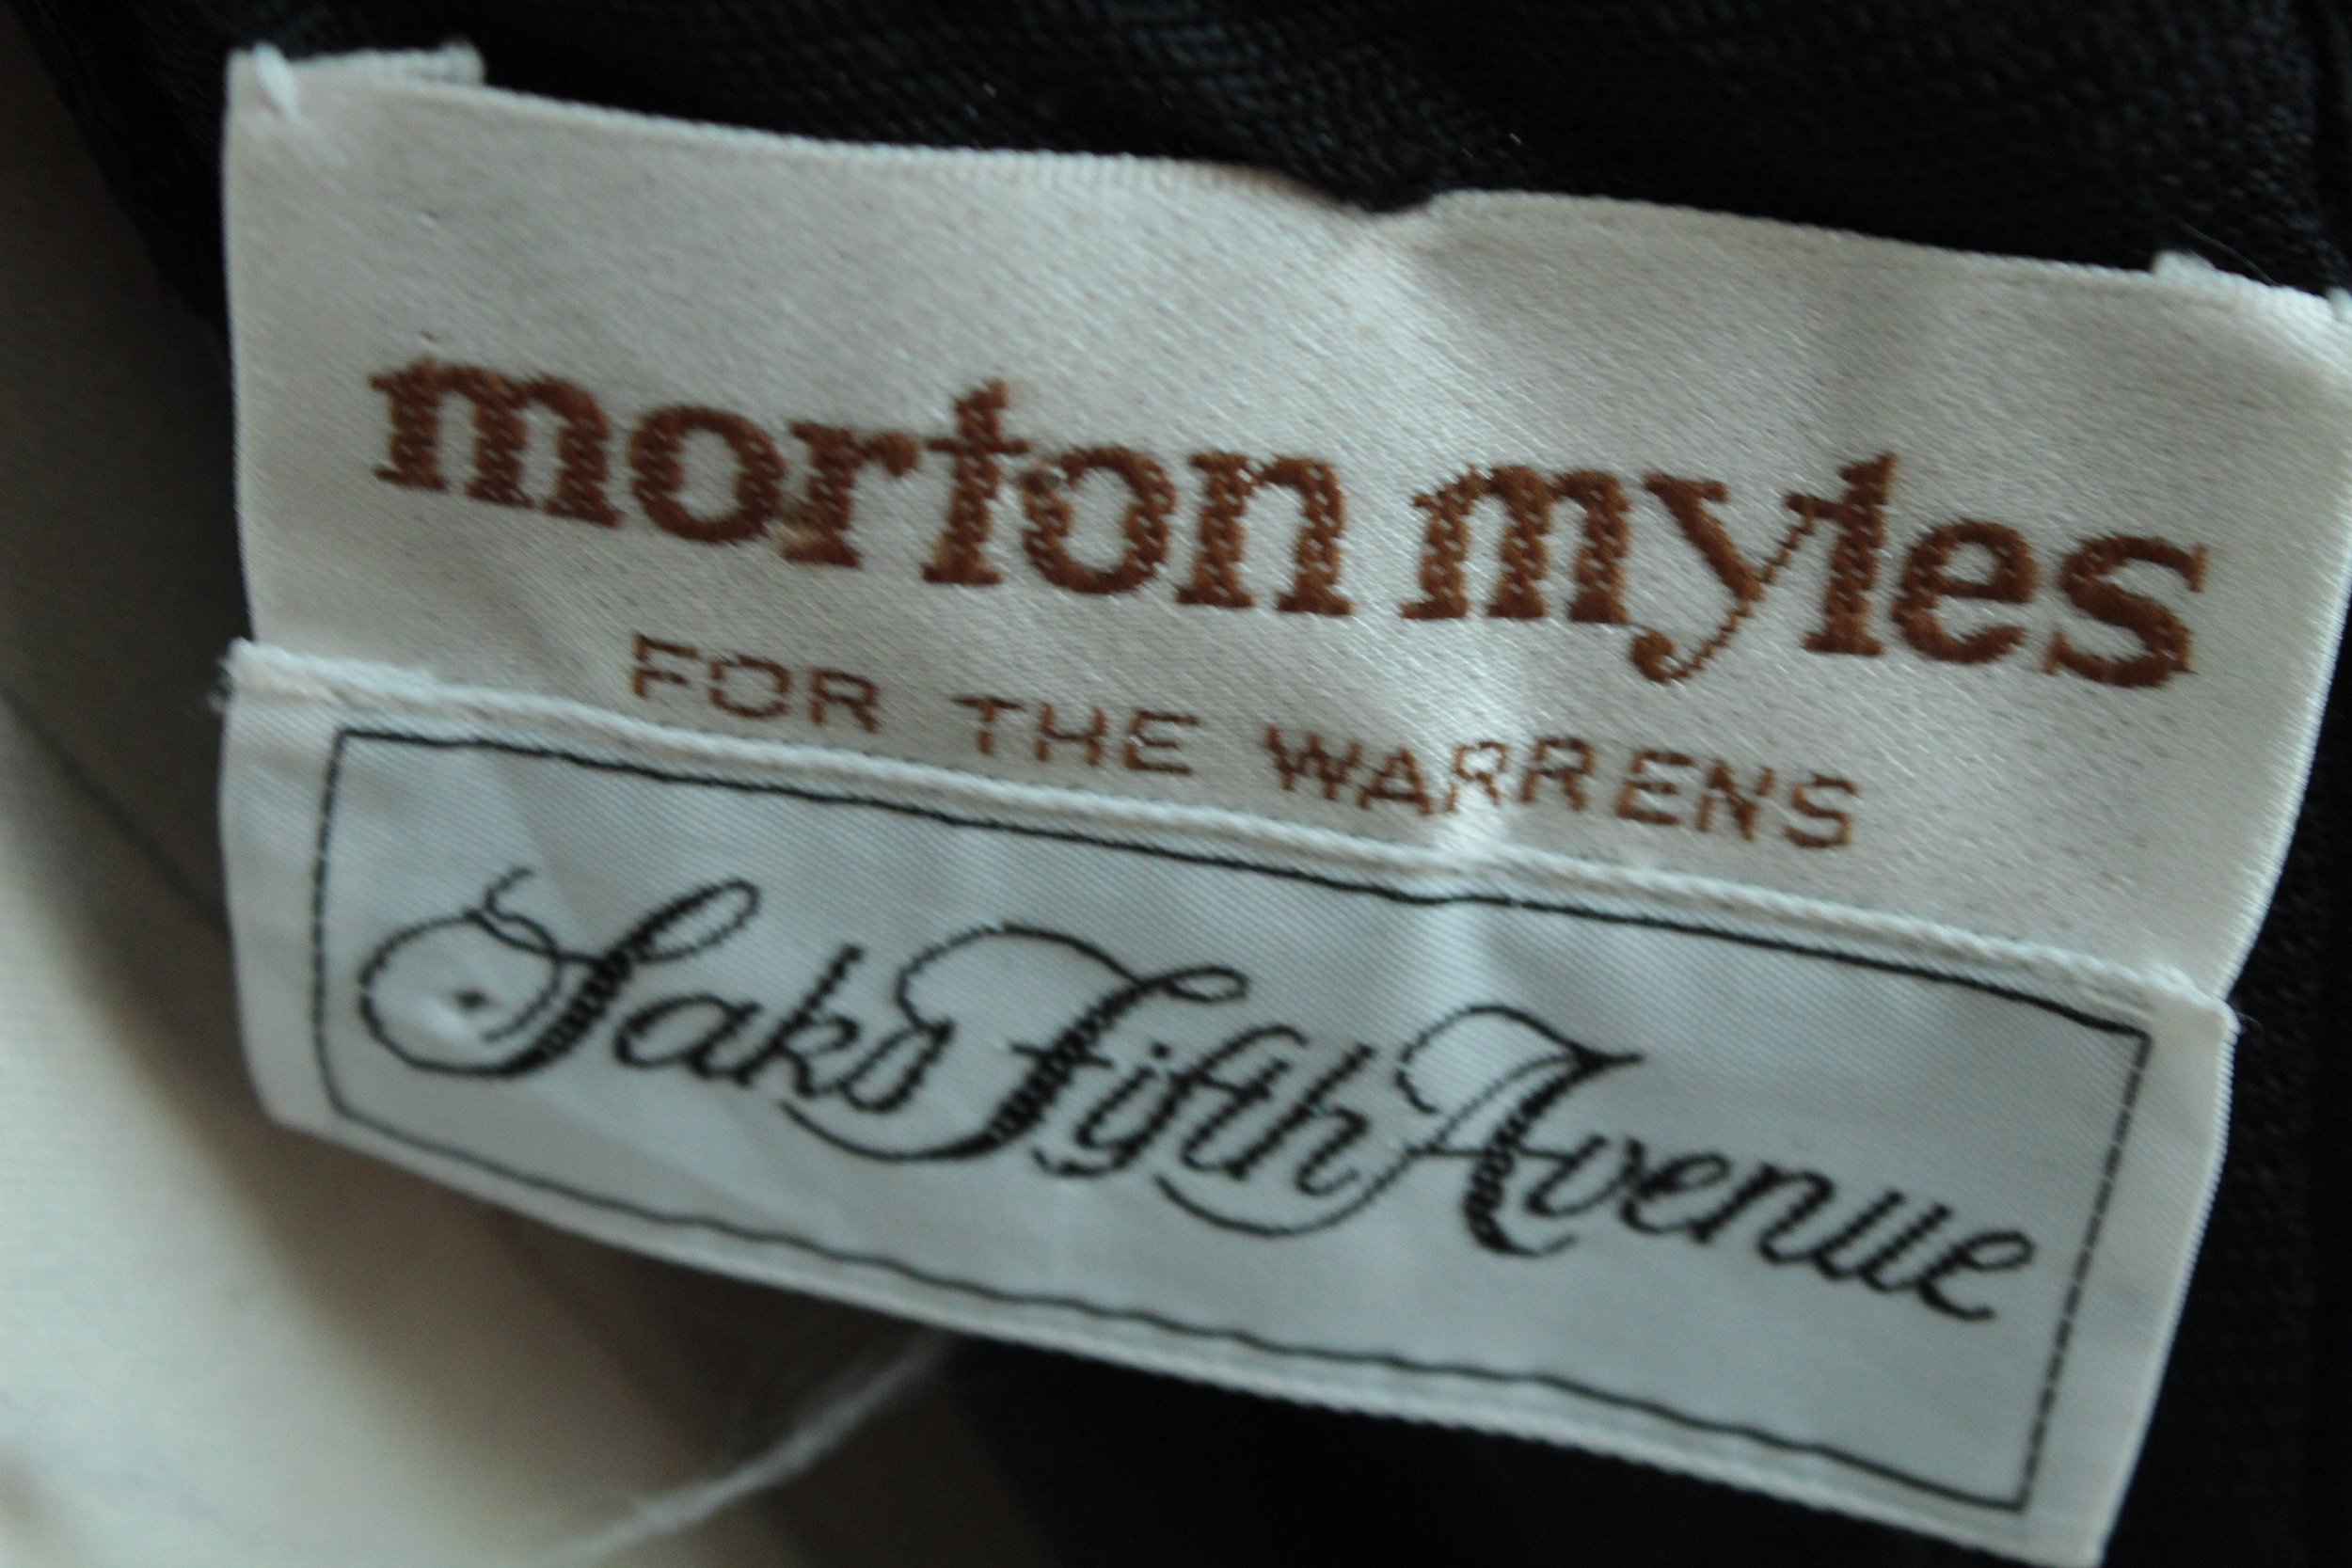 morton myles
FOR THE WARRENS
Saks Fifth Avenue